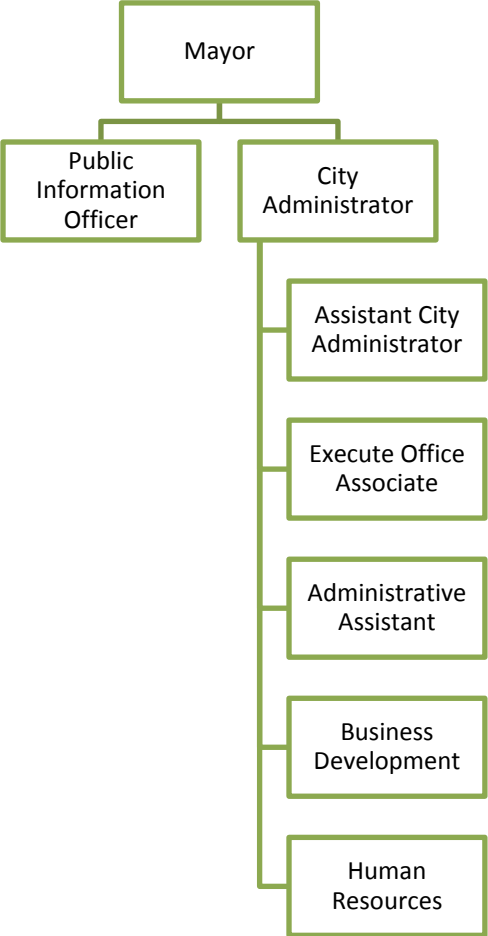 Mayor
Public
Information
Officer
City
Administrator
Assistant City
Administrator
Execute Office
Associate
Administrative
Assistant
Business
Development
Human
Resources